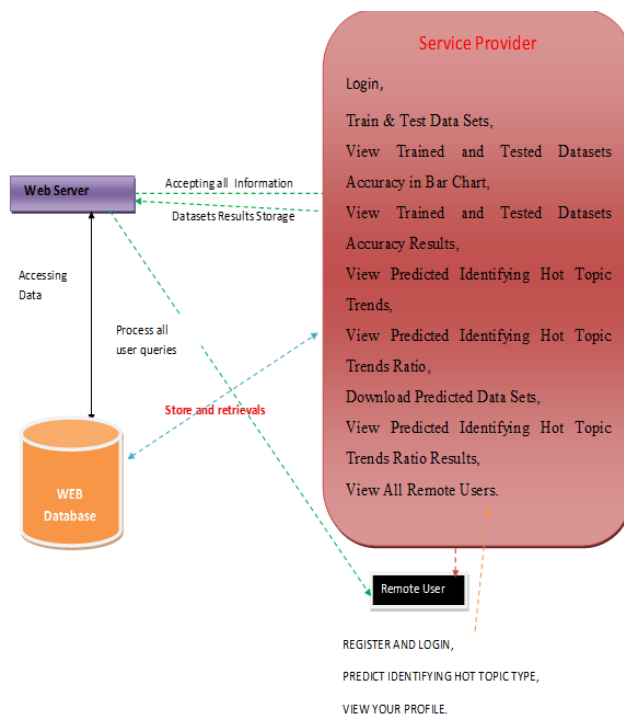 Service Provider
Login,
Train & Test Data Sets,
View Trained and Tested Datasets
Accuracy in Bar Chart,
View Trained and Tested Datasets
Accuracy Results,
View Predicted Identifying Hot Topic
Trends,
View Predicted Identifying Hot Topic
Trends Ratio,
Download Predicted Data Sets,
View Predicted Identifying Hot Topic
Trends Ratio Results,
View All Remote Users.
Web Server
Accepting all Information
Datasets Results Storage
Accessing
Data
Process all
user queries
Store and retrievals
WEB
Database
Remote User
REGISTER AND LOGIN,
PREDICT IDENTIFYING HOT TOPIC TYPE,
VIEW YOUR PROFILE.